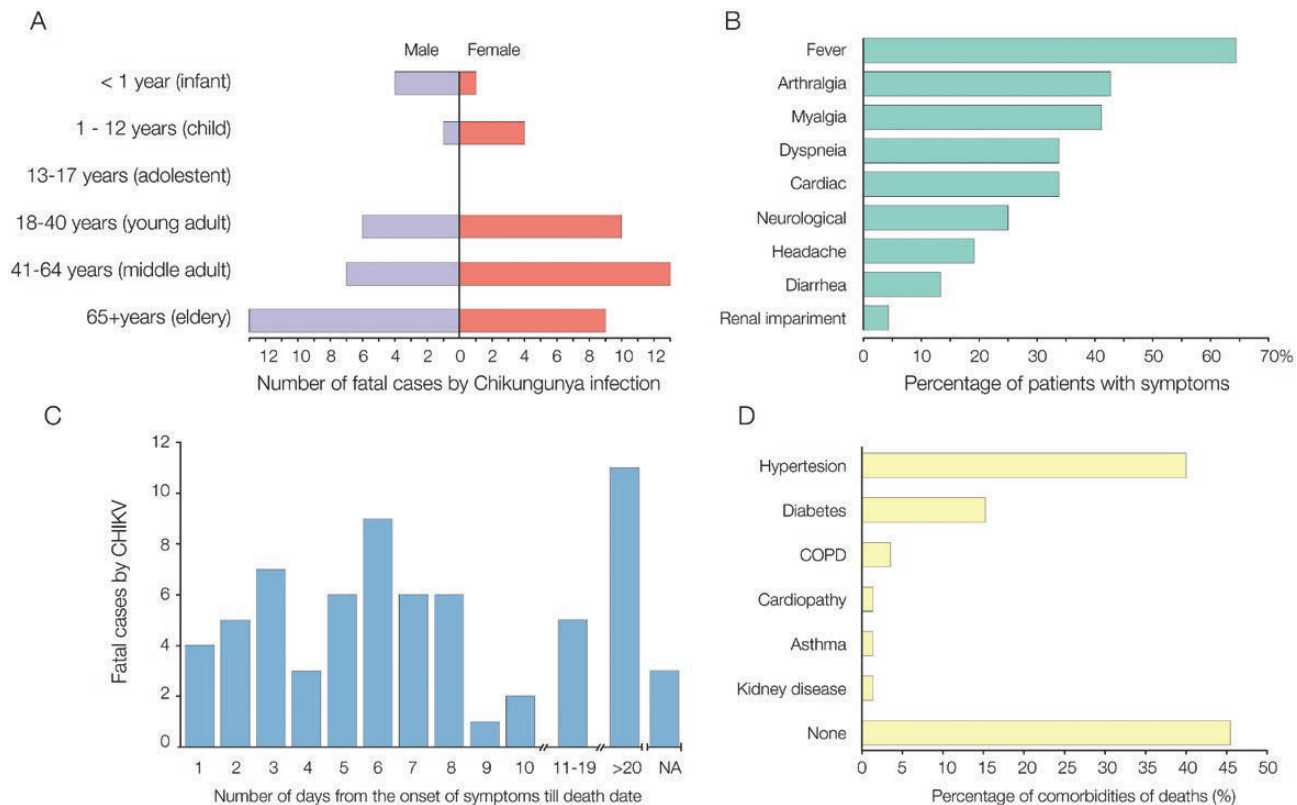 A
Male Female
< 1 year (infant)
1 - 12 years (child)
13-17 years (adolestent)
18-40 years (young adult)
41-64 years (middle adult)
65+years (eldery)
12 10 8 6 4 2 0 2 4 6 8 10 12 13
Number of fatal cases by Chikungunya infection
B
Fever
Arthralgia
Myalgia
Dyspneia
Cardiac
Neurological
Headache
Diarrhea
Renal impariment
0 10 20 30 40 50 60 70%
Percentage of patients with symptoms
C
Fatal cases by CHIKV
12
10
8
6
4
2
0
1 2 3 4 5 6 7 8 9 10 11-19 >20 NA
Number of days from the onset of symptoms till death date
D
Hypertesion
Diabetes
COPD
Cardiopathy
Asthma
Kidney disease
None
0 5 10 15 20 25 30 35 40 45 50
Percentage of comorbidities of deaths (%)